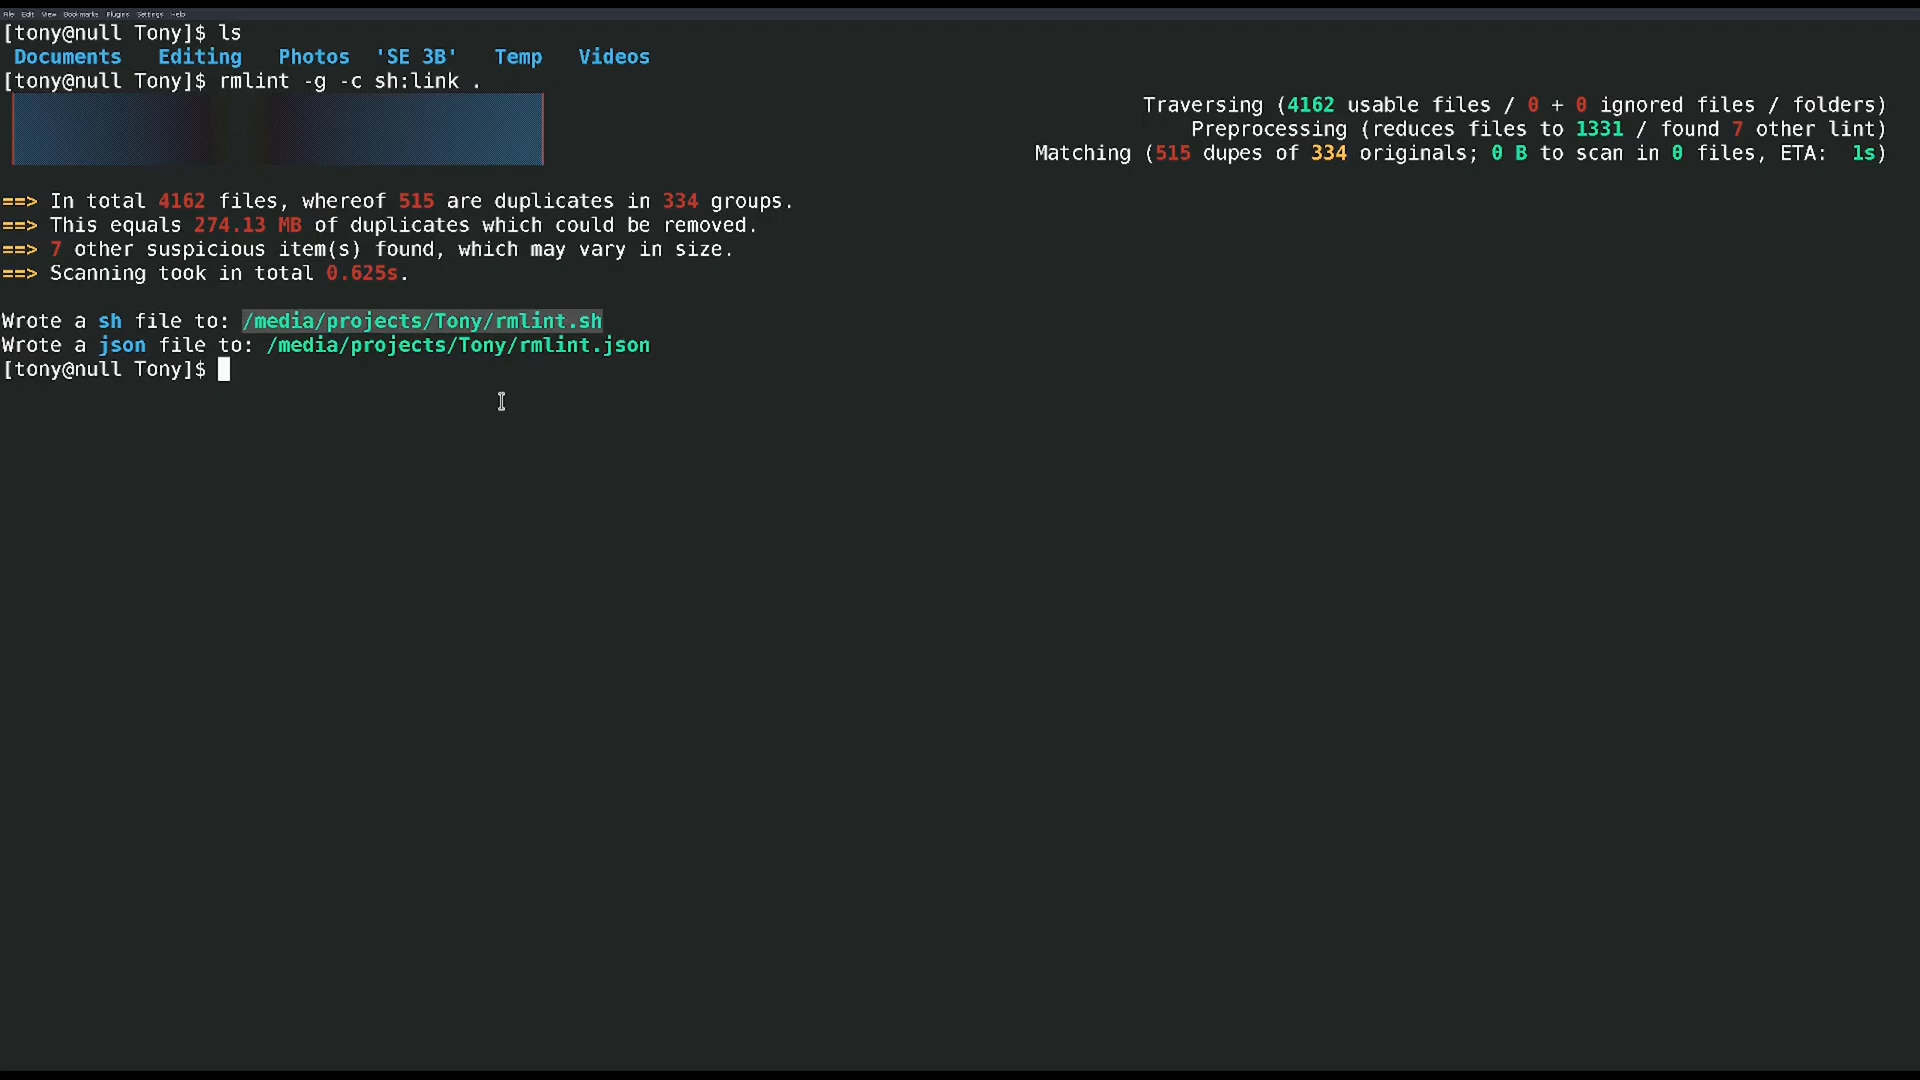 File Edit View Bookmarks Plugins Settings Help
[tony@null Tony]$ ls
Documents Editing Photos 'SE 3B' Temp Videos
[tony@null Tony]$ rmlint -g -c sh:link .
Traversing (4162 usable files / 0 + 0 ignored files / folders)
Preprocessing (reduces files to 1331 / found 7 other lint)
Matching (515 dupes of 334 originals; 0 B to scan in 0 files, ETA: 1s)
==> In total 4162 files, whereof 515 are duplicates in 334 groups.
==> This equals 274.13 MB of duplicates which could be removed.
==> 7 other suspicious item(s) found, which may vary in size.
==> Scanning took in total 0.625s.
Wrote a sh file to: /media/projects/Tony/rmlint.sh
Wrote a json file to: /media/projects/Tony/rmlint.json
[tony@null Tony]$